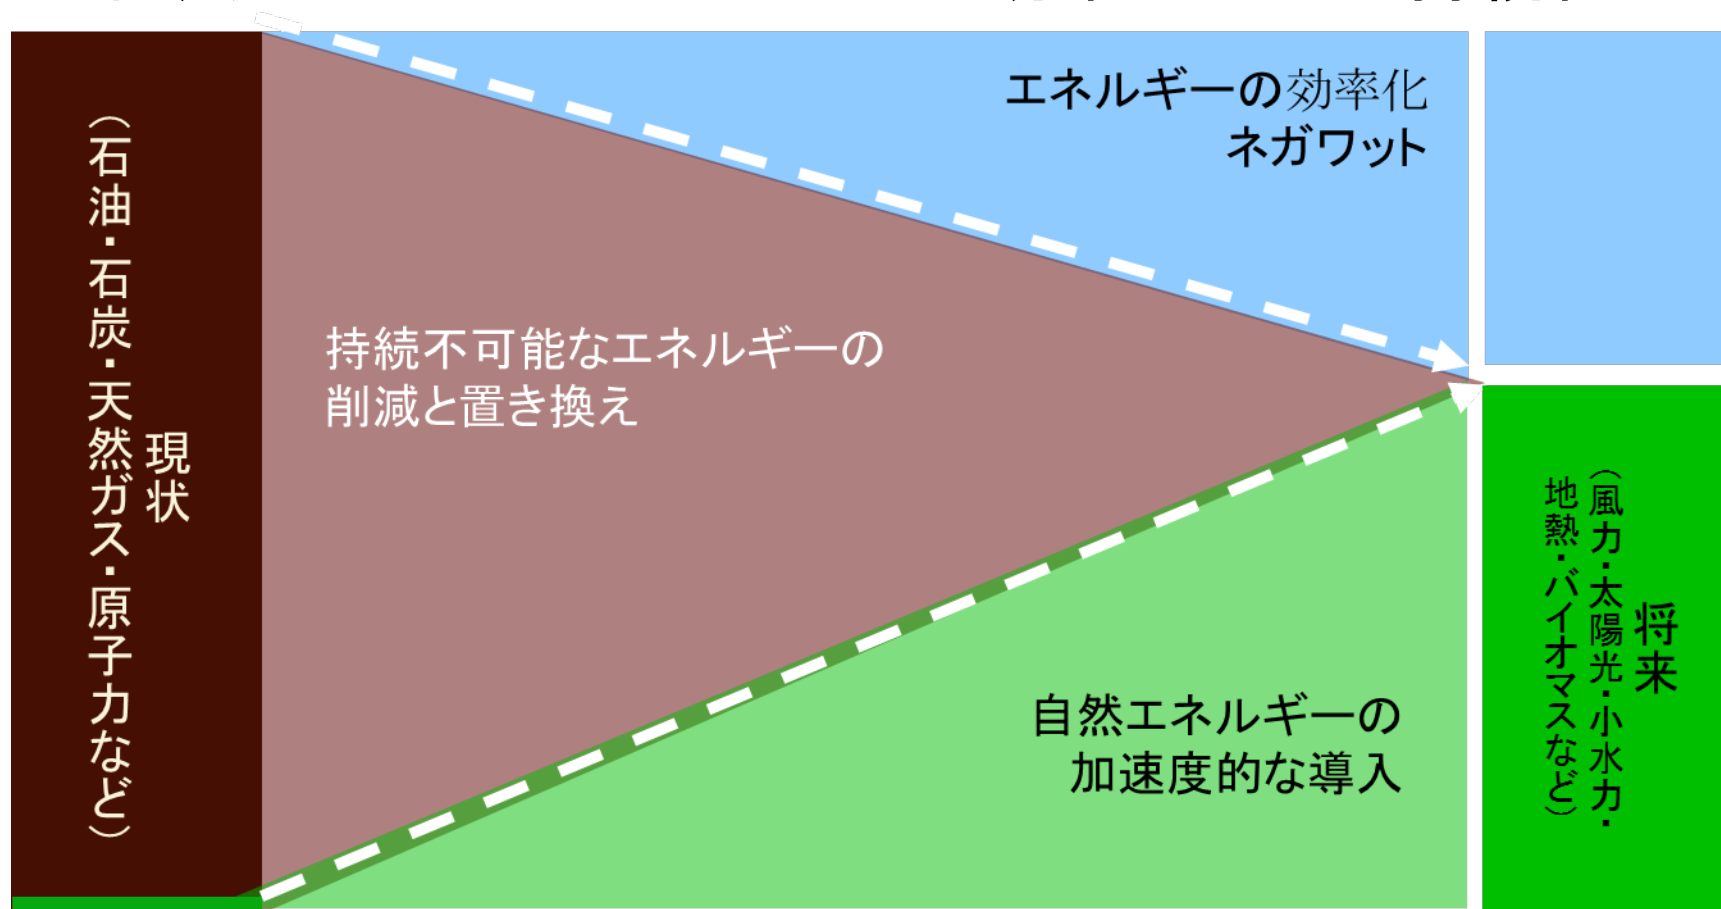 エネルギーの効率化
ネガワット
現状
（石油・石炭・天然ガス・原子力など）
持続不可能なエネルギーの
削減と置き換え
自然エネルギーの
加速度的な導入
将来
（風力・太陽光・小水力・
地熱・バイオマスなど）